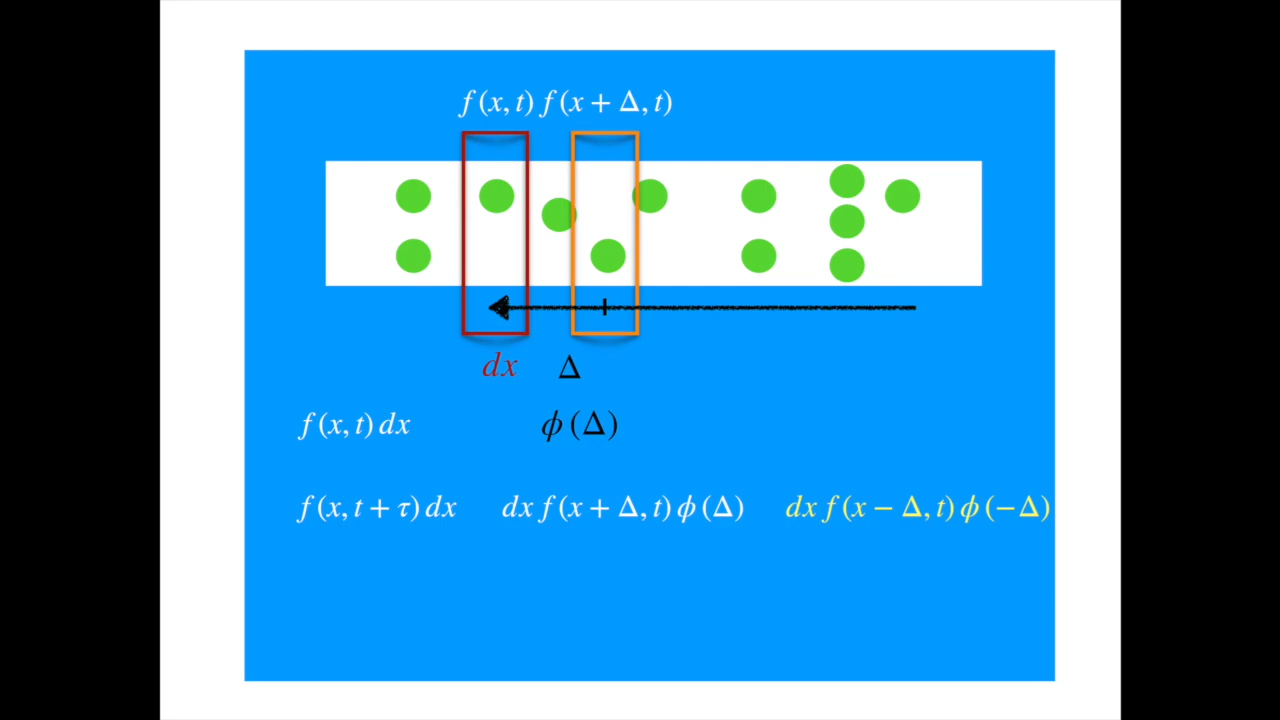 f(x, t) f(x + Δ, t)
dx Δ
f(x, t) dx ϕ(Δ)
f(x, t + τ) dx dx f(x + Δ, t) ϕ(Δ) dx f(x − Δ, t) ϕ(−Δ)